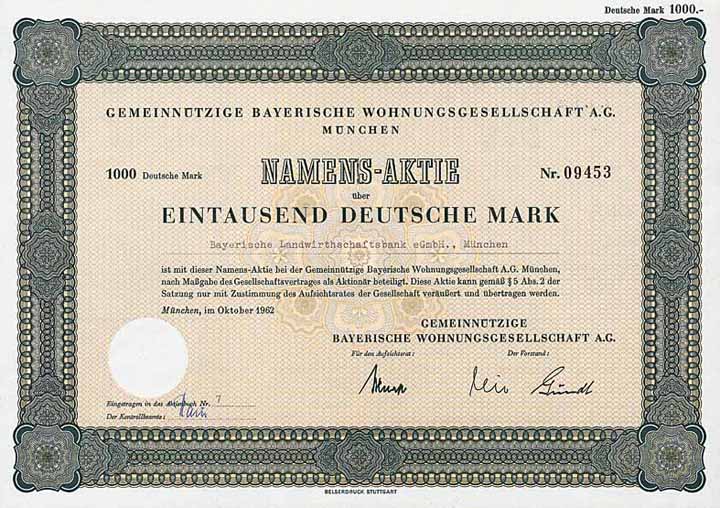 Deutsche Mark 1000.-
GEMEINNÜTZIGE BAYERISCHE WOHNUNGSGESELLSCHAFT A.G.
MÜNCHEN
1000 Deutsche Mark NAMENS-AKTIE Nr. 09453
über
EINTAUSEND DEUTSCHE MARK
Bayerische Landwirthschaftsbank eGmbH., München
ist mit dieser Namens-Aktie bei der Gemeinnützige Bayerische Wohnungsgesellschaft A.G. München,
nach Maßgabe des Gesellschaftsvertrages als Aktionär beteiligt. Diese Aktie kann gemäß § 5 Abs. 2 der
Satzung nur mit Zustimmung des Aufsichtsrates der Gesellschaft veräußert und übertragen werden.
München, im Oktober 1962
GEMEINNÜTZIGE
BAYERISCHE WOHNUNGSGESELLSCHAFT A.G.
Für den Aufsichtsrat: Der Vorstand:
Eingetragen in das Aktienbuch Nr. 7
Der Kontrollbeamte:
BELSERDRUCK STUTTGART